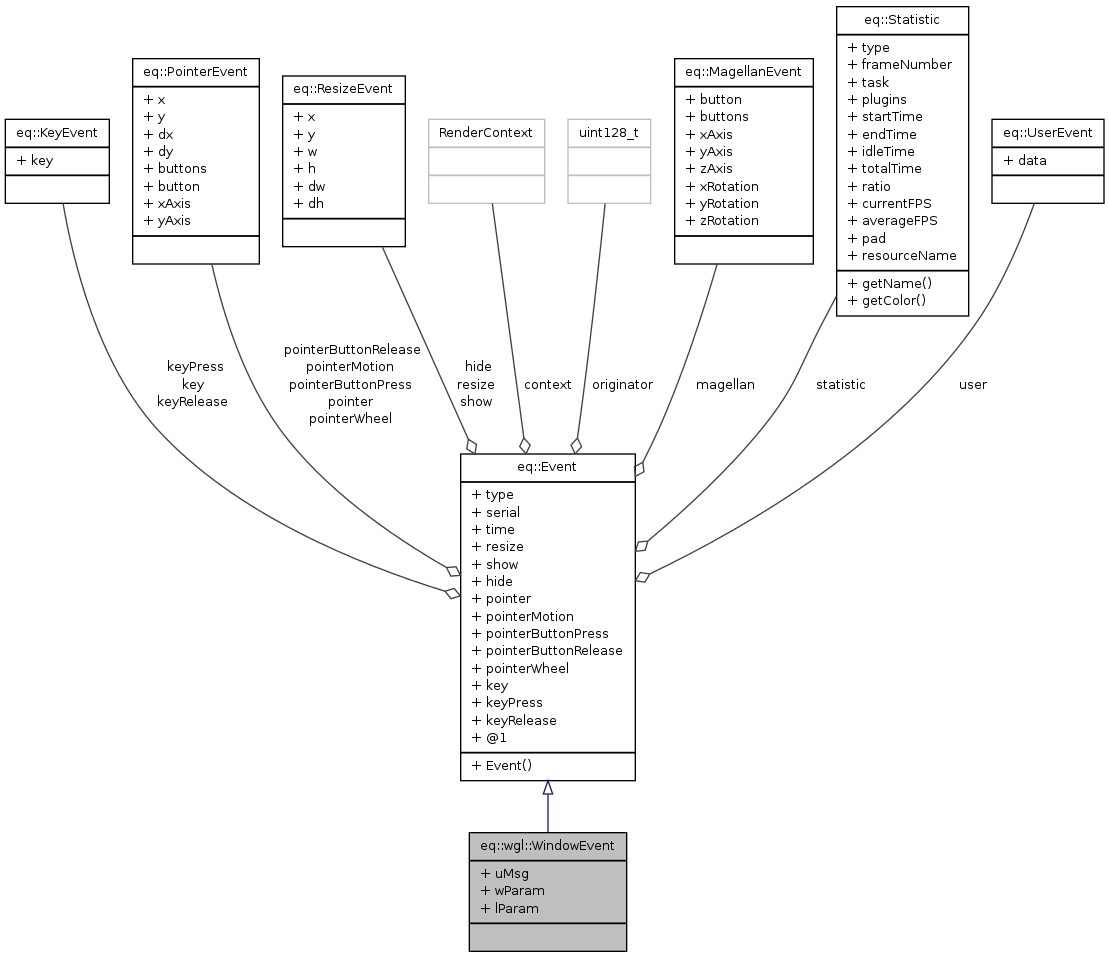 eq::KeyEvent
+ key
eq::PointerEvent
+ x
+ y
+ dx
+ dy
+ buttons
+ button
+ xAxis
+ yAxis
eq::ResizeEvent
+ x
+ y
+ w
+ h
+ dw
+ dh
RenderContext
uint128_t
eq::MagellanEvent
+ button
+ buttons
+ xAxis
+ yAxis
+ zAxis
+ xRotation
+ yRotation
+ zRotation
eq::Statistic
+ type
+ frameNumber
+ task
+ plugins
+ startTime
+ endTime
+ idleTime
+ totalTime
+ ratio
+ currentFPS
+ averageFPS
+ pad
+ resourceName
+ getName()
+ getColor()
eq::UserEvent
+ data
keyPress
key
keyRelease
pointerButtonRelease
pointerMotion
pointerButtonPress
pointer
pointerWheel
hide
resize
show
context
originator
magellan
statistic
user
eq::Event
+ type
+ serial
+ time
+ resize
+ show
+ hide
+ pointer
+ pointerMotion
+ pointerButtonPress
+ pointerButtonRelease
+ pointerWheel
+ key
+ keyPress
+ keyRelease
+ @1
+ Event()
eq::wgl::WindowEvent
+ uMsg
+ wParam
+ lParam